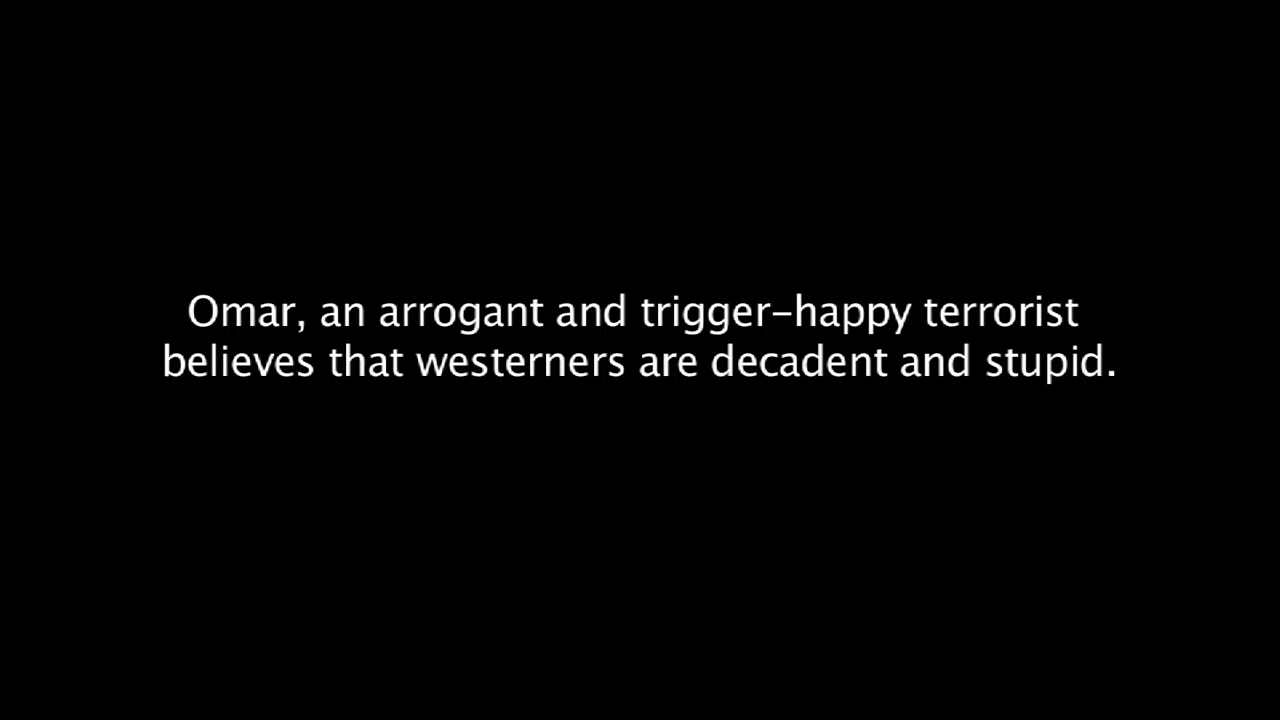 Omar, an arrogant and trigger-happy terrorist
believes that westerners are decadent and stupid.